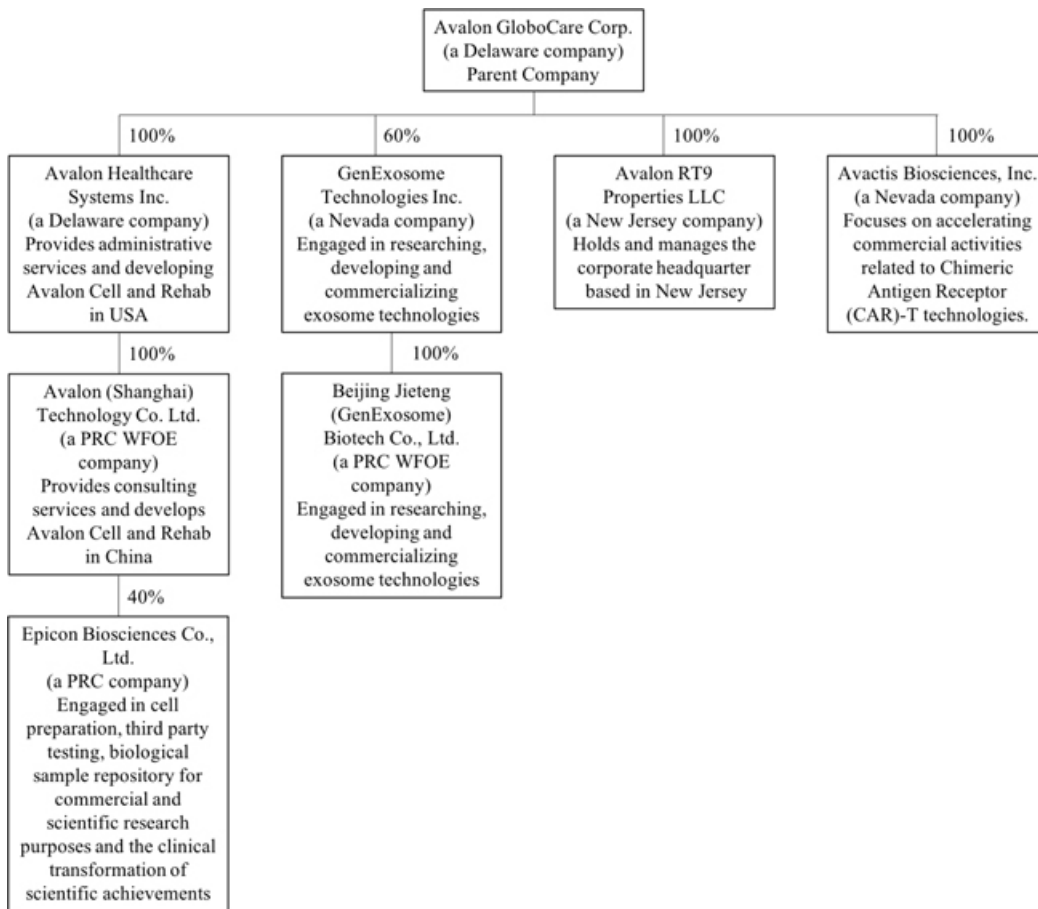 Avalon GloboCare Corp.
(a Delaware company)
Parent Company
100%
60%
100%
100%
Avalon Healthcare
Systems Inc.
(a Delaware company)
Provides administrative
services and developing
Avalon Cell and Rehab
in USA
GenExosome
Technologies Inc.
(a Nevada company)
Engaged in researching,
developing and
commercializing
exosome technologies
Avalon RT9
Properties LLC
(a New Jersey company)
Holds and manages the
corporate headquarter
based in New Jersey
Avactis Biosciences, Inc.
(a Nevada company)
Focuses on accelerating
commercial activities
related to Chimeric
Antigen Receptor
(CAR)-T technologies.
100%
100%
Avalon (Shanghai)
Technology Co. Ltd.
(a PRC WFOE
company)
Provides consulting
services and develops
Avalon Cell and Rehab
in China
Beijing Jieteng
(GenExosome)
Biotech Co., Ltd.
(a PRC WFOE
company)
Engaged in researching,
developing and
commercializing
exosome technologies
40%
Epicon Biosciences Co.,
Ltd.
(a PRC company)
Engaged in cell
preparation, third party
testing, biological
sample repository for
commercial and
scientific research
purposes and the clinical
transformation of
scientific achievements